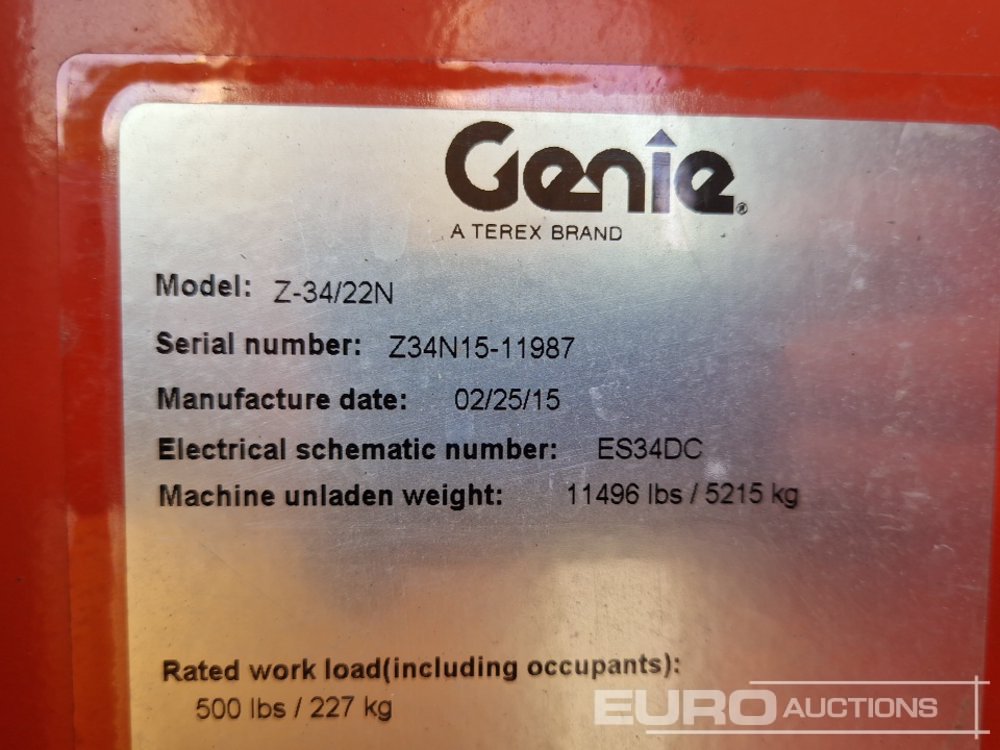 Genie®
A TEREX BRAND
Model: Z-34/22N
Serial number: Z34N15-11987
Manufacture date: 02/25/15
Electrical schematic number: ES34DC
Machine unladen weight: 11496 lbs / 5215 kg
Rated work load(including occupants):
500 lbs / 227 kg
EURO AUCTIONS